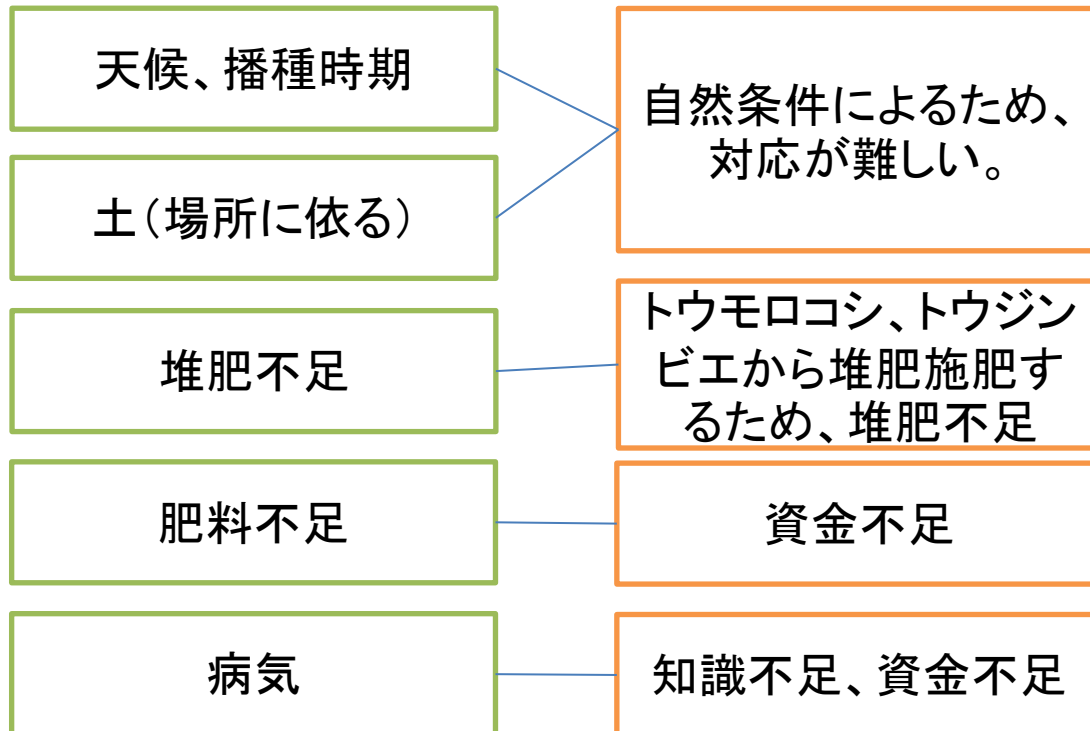 天候、播種時期
土（場所に依る）
自然条件によるため、
対応が難しい。
堆肥不足
トウモロコシ、トウジン
ビエから堆肥施肥す
るため、堆肥不足
肥料不足
資金不足
病気
知識不足、資金不足